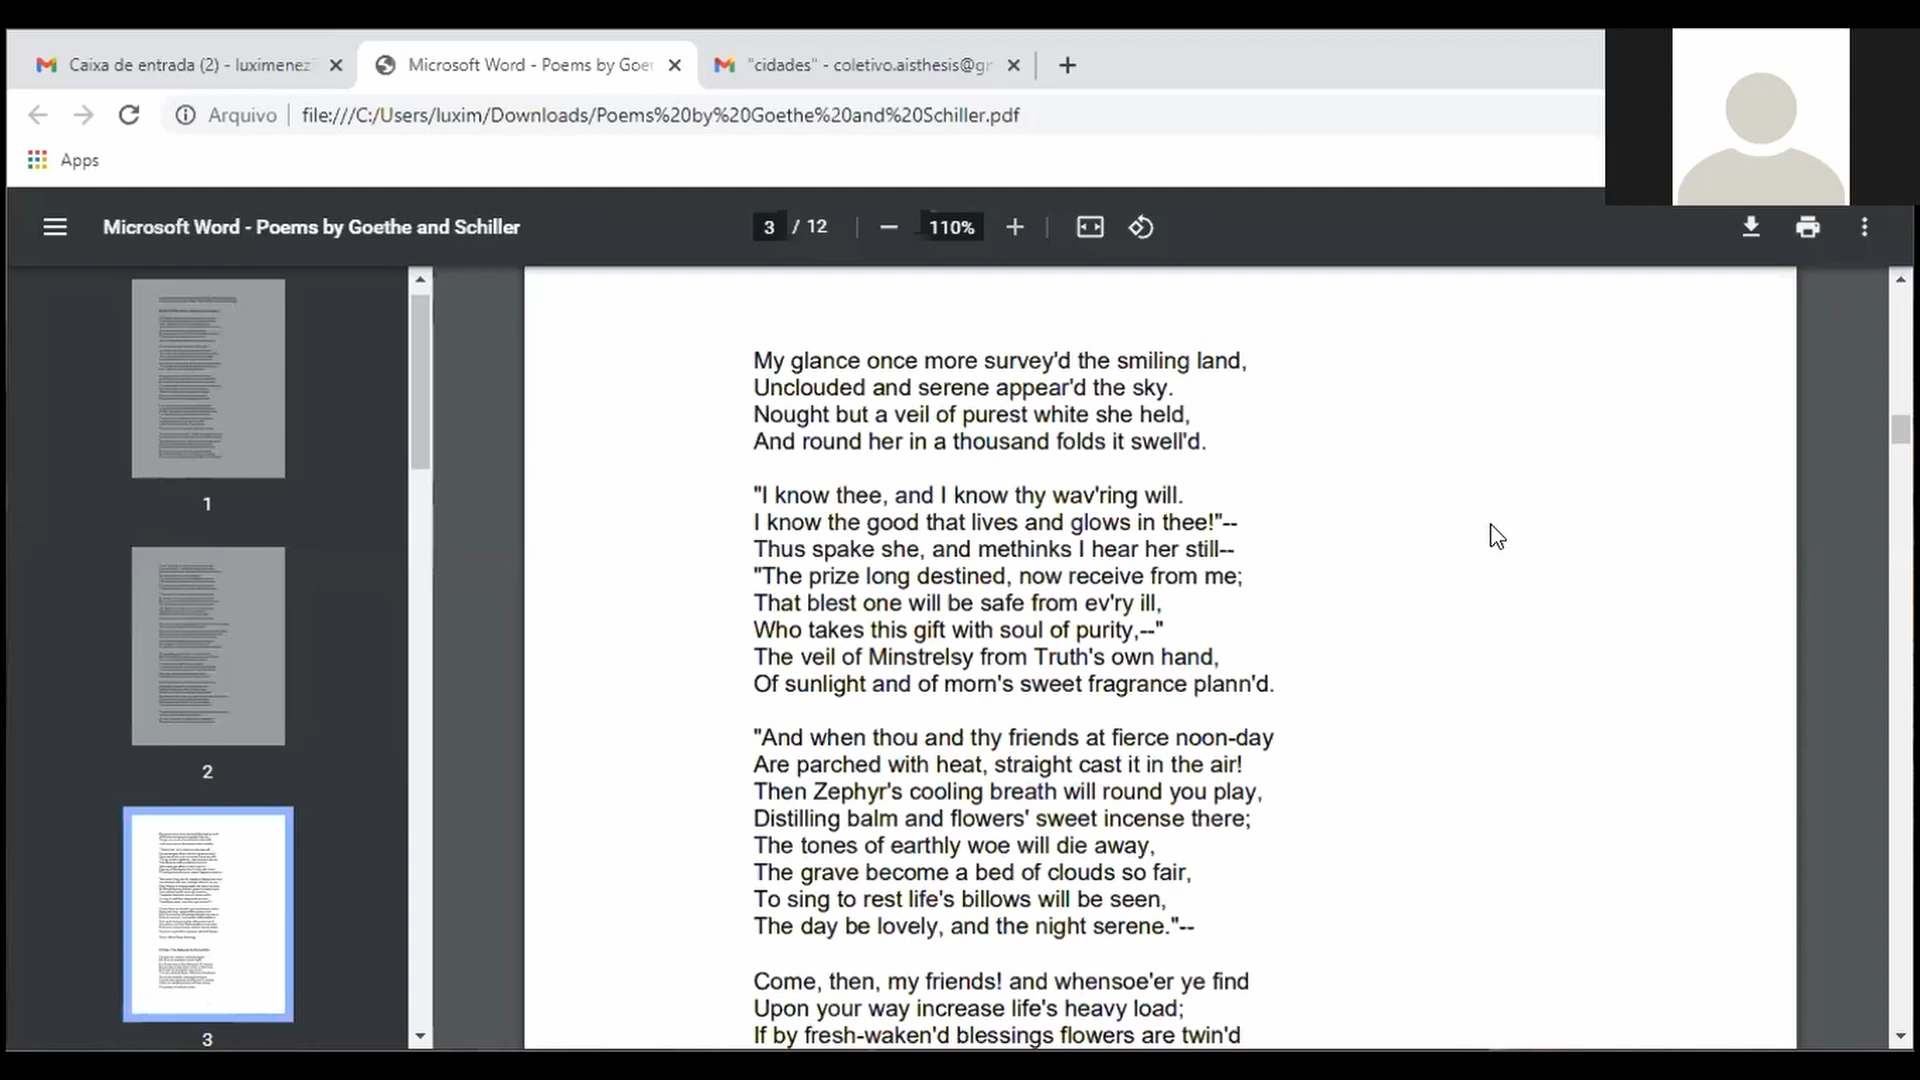 Caixa de entrada (2) - luximenez
Microsoft Word - Poems by Goet
"cidades" - coletivo.aisthesis@gr
Arquivo
file:///C:/Users/luxim/Downloads/Poems%20by%20Goethe%20and%20Schiller.pdf
Apps
Microsoft Word - Poems by Goethe and Schiller
3 / 12
110%
1
2
3
My glance once more survey'd the smiling land,
Unclouded and serene appear'd the sky.
Nought but a veil of purest white she held,
And round her in a thousand folds it swell'd.
"I know thee, and I know thy wav'ring will.
I know the good that lives and glows in thee!"--
Thus spake she, and methinks I hear her still--
"The prize long destined, now receive from me;
That blest one will be safe from ev'ry ill,
Who takes this gift with soul of purity,--"
The veil of Minstrelsy from Truth's own hand,
Of sunlight and of morn's sweet fragrance plann'd.
"And when thou and thy friends at fierce noon-day
Are parched with heat, straight cast it in the air!
Then Zephyr's cooling breath will round you play,
Distilling balm and flowers' sweet incense there;
The tones of earthly woe will die away,
The grave become a bed of clouds so fair,
To sing to rest life's billows will be seen,
The day be lovely, and the night serene."--
Come, then, my friends! and whensoe'er ye find
Upon your way increase life's heavy load;
If by fresh-waken'd blessings flowers are twin'd